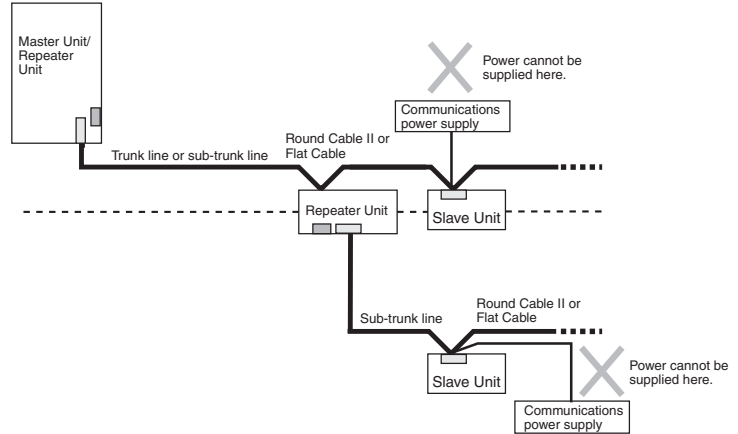 Master Unit/
Repeater
Unit
Power cannot be
supplied here.
Communications
power supply
Trunk line or sub-trunk line
Round Cable II or
Flat Cable
Repeater Unit
Slave Unit
Sub-trunk line
Round Cable II or
Flat Cable
Slave Unit
Power cannot be
supplied here.
Communications
power supply